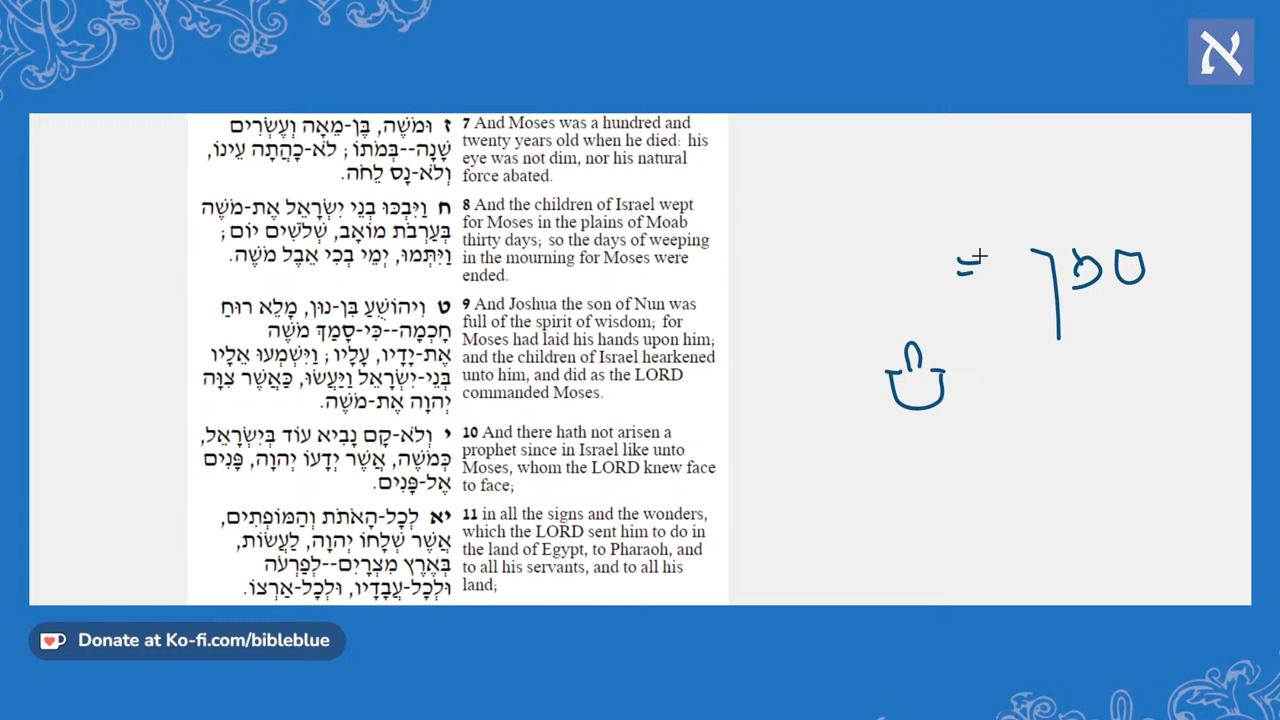 א
ז וּמֹשֶׁה, בֶּן-מֵאָה וְעֶשְׂרִים
שָׁנָה--בְּמֹתוֹ; לֹא-כָהֲתָה עֵינוֹ,
וְלֹא-נָס לֵחֹה.
7 And Moses was a hundred and
twenty years old when he died: his
eye was not dim, nor his natural
force abated.
ח וַיִּבְכּוּ בְנֵי יִשְׂרָאֵל אֶת-מֹשֶׁה
בְּעַרְבֹת מוֹאָב, שְׁלֹשִׁים יוֹם;
וַיִּתְּמוּ, יְמֵי בְכִי אֵבֶל מֹשֶׁה.
8 And the children of Israel wept
for Moses in the plains of Moab
thirty days; so the days of weeping
in the mourning for Moses were
ended.
ט וִיהוֹשֻׁעַ בִּן-נוּן, מָלֵא רוּחַ
חָכְמָה--כִּי-סָמַךְ מֹשֶׁה
אֶת-יָדָיו, עָלָיו; וַיִּשְׁמְעוּ אֵלָיו
בְּנֵי-יִשְׂרָאֵל וַיַּעֲשׂוּ, כַּאֲשֶׁר צִוָּה
יְהוָה אֶת-מֹשֶׁה.
9 And Joshua the son of Nun was
full of the spirit of wisdom; for
Moses had laid his hands upon him;
and the children of Israel hearkened
unto him, and did as the LORD
commanded Moses.
י וְלֹא-קָם נָבִיא עוֹד בְּיִשְׂרָאֵל,
כְּמֹשֶׁה, אֲשֶׁר יְדָעוֹ יְהוָה, פָּנִים
אֶל-פָּנִים.
10 And there hath not arisen a
prophet since in Israel like unto
Moses, whom the LORD knew face
to face;
יא לְכָל-הָאֹתֹת וְהַמּוֹפְתִים,
אֲשֶׁר שְׁלָחוֹ יְהוָה, לַעֲשׂוֹת,
בְּאֶרֶץ מִצְרָיִם--לְפַרְעֹה
וּלְכָל-עֲבָדָיו, וּלְכָל-אַרְצוֹ.
11 in all the signs and the wonders,
which the LORD sent him to do in
the land of Egypt, to Pharaoh, and
to all his servants, and to all his
land;
סמך =
Donate at Ko-fi.com/bibleblue